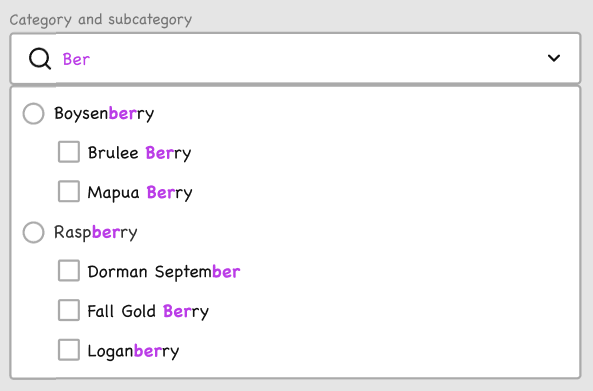 Category and subcategory
Ber
Boysenberry
Brulee Berry
Mapua Berry
Raspberry
Dorman September
Fall Gold Berry
Loganberry